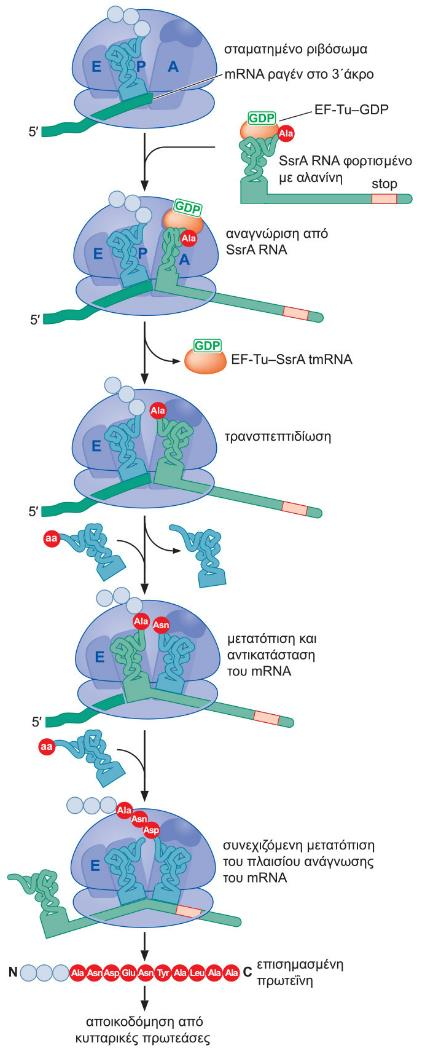 E P A
σταματημένο ριβόσωμα
mRNA ραγέν στο 3΄άκρο
5΄
GDP
EF-Tu–GDP
Ala
SsrA RNA φορτισμένο
με αλανίνη
stop
GDP
Ala
E P A
αναγνώριση από
SsrA RNA
5΄
GDP
EF-Tu–SsrA tmRNA
Ala
E
τρανσπεπτιδίωση
5΄
aa
Ala Asn
E
μετατόπιση και
αντικατάσταση
του mRNA
5΄
aa
Ala
Asn
Asp
E
συνεχιζόμενη μετατόπιση
του πλαισίου ανάγνωσης
του mRNA
N Ala Asn Asp Glu Asn Tyr Ala Leu Ala Ala C
επισημασμένη
πρωτεΐνη
αποικοδόμηση από
κυτταρικές πρωτεάσες